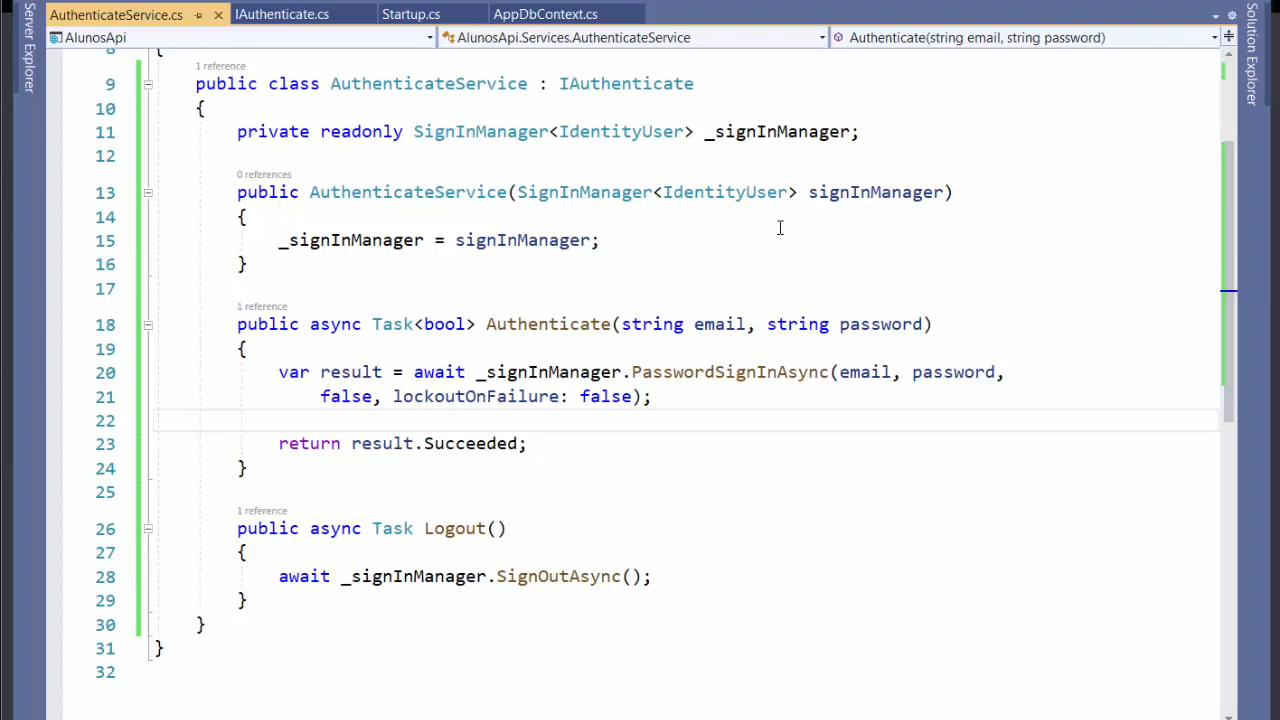 AuthenticateService.cs IAuthenticate.cs Startup.cs AppDbContext.cs
AlunosApi AlunosApi.Services.AuthenticateService Authenticate(string email, string password)
Server Explorer
Solution Explorer
8 {
1 reference
9 public class AuthenticateService : IAuthenticate
10 {
11 private readonly SignInManager<IdentityUser> _signInManager;
12
0 references
13 public AuthenticateService(SignInManager<IdentityUser> signInManager)
14 {
15 _signInManager = signInManager;
16 }
17
1 reference
18 public async Task<bool> Authenticate(string email, string password)
19 {
20 var result = await _signInManager.PasswordSignInAsync(email, password,
21 false, lockoutOnFailure: false);
22
23 return result.Succeeded;
24 }
25
1 reference
26 public async Task Logout()
27 {
28 await _signInManager.SignOutAsync();
29 }
30 }
31 }
32